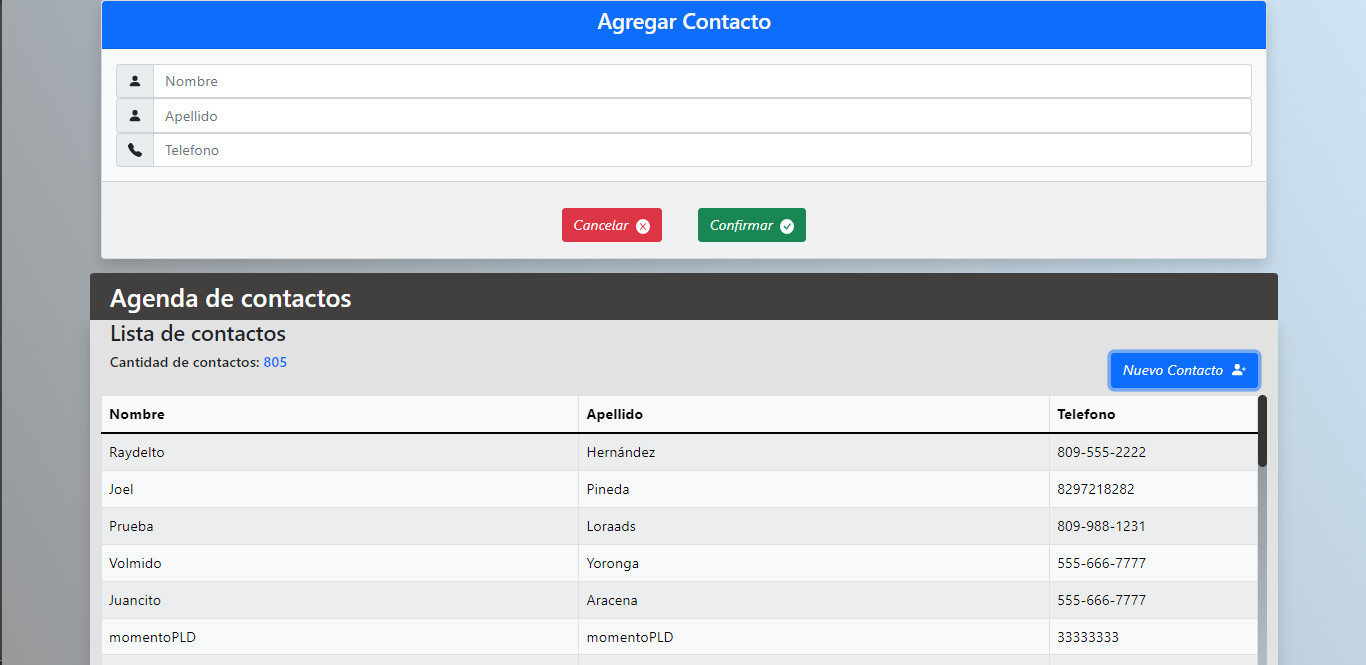 Agregar Contacto
Nombre
Apellido
Telefono
Cancelar Confirmar
Agenda de contactos
Lista de contactos
Cantidad de contactos: 805
Nuevo Contacto
Nombre Apellido Telefono
Raydelto Hernández 809-555-2222
Joel Pineda 8297218282
Prueba Loraads 809-988-1231
Volmido Yoronga 555-666-7777
Juancito Aracena 555-666-7777
momentoPLD momentoPLD 33333333